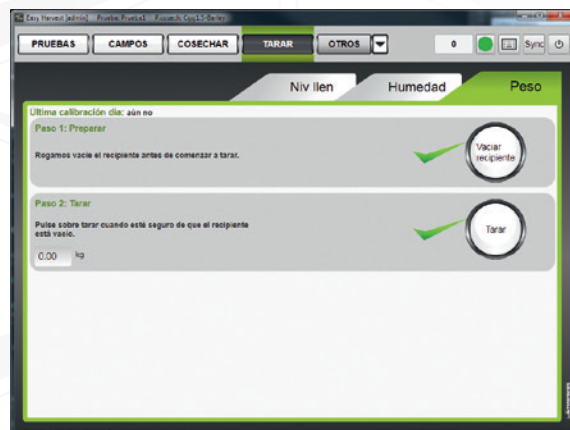 PRUEBAS CAMPOS COSECHAR TARAR OTROS 0 Sync
Niv llen Humedad Peso
Última calibración día: aún no
Paso 1: Preparar
Rogamos vacíe el recipiente antes de comenzar a tarar.
Vaciar
recipiente
Paso 2: Tarar
Pulse sobre tarar cuando esté seguro de que el recipiente
está vacío.
Tarar
0.00 kg